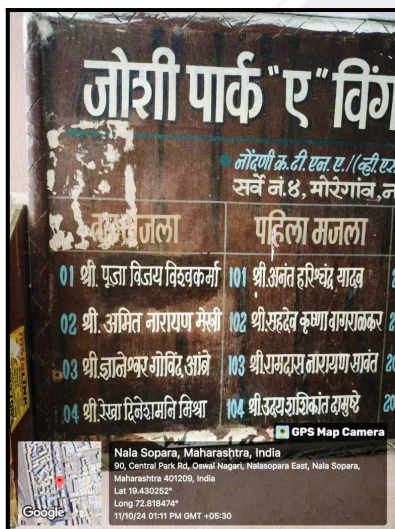 जोशी पार्क "ए" विंग
नोंदणी क्र. टी. एन. ए. / (व्ही. एस
सर्वे नं. ४, मोरेगांव, न
मजला
पहिला मजला
01 श्री. पूजा विजय विश्वकर्मा
101 श्री. अनंत हरिश्चंद्र यादव
02 श्री. अमित नारायण मेस्त्री
102 श्री. सहदेव कृष्णा वागराळकर
03 श्री. ज्ञानेश्वर गोविंद आंब्रे
103 श्री. रामदास नारायण सावंत
04 श्री. रेखा दिनेशमनि मिश्रा
104 श्री. उदय शशिकांत दाभुष्टे
GPS Map Camera
Nala Sopara, Maharashtra, India
90, Central Park Rd, Oswal Nagari, Nalasopara East, Nala Sopara,
Maharashtra 401209, India
Lat 19.430252°
Long 72.818474°
11/10/24 01:11 PM GMT +05:30
Google